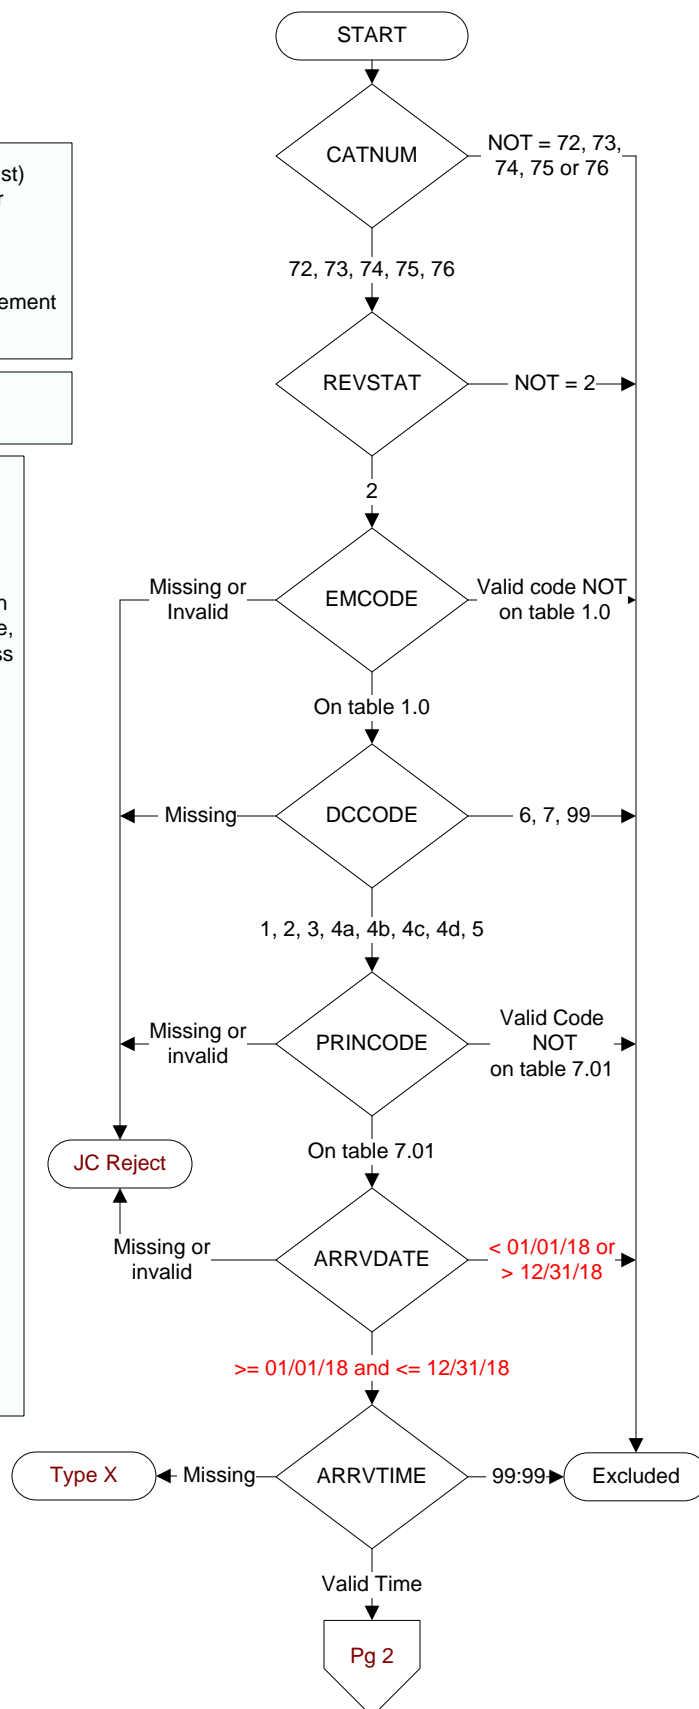 START
CATNUM
NOT = 72, 73,
74, 75 or 76
st)
r
72, 73, 74, 75, 76
ement
REVSTAT
NOT = 2
2
Missing or
Invalid
EMCODE
Valid code NOT
on table 1.0
n
e,
ss
On table 1.0
Missing
DCCODE
6, 7, 99
1, 2, 3, 4a, 4b, 4c, 4d, 5
Missing or
invalid
PRINCODE
Valid Code
NOT
on table 7.01
On table 7.01
JC Reject
Missing or
invalid
ARRVDATE
< 01/01/18 or
> 12/31/18
>= 01/01/18 and <= 12/31/18
Type X
Missing
ARRVTIME
99:99
Excluded
Valid Time
Pg 2